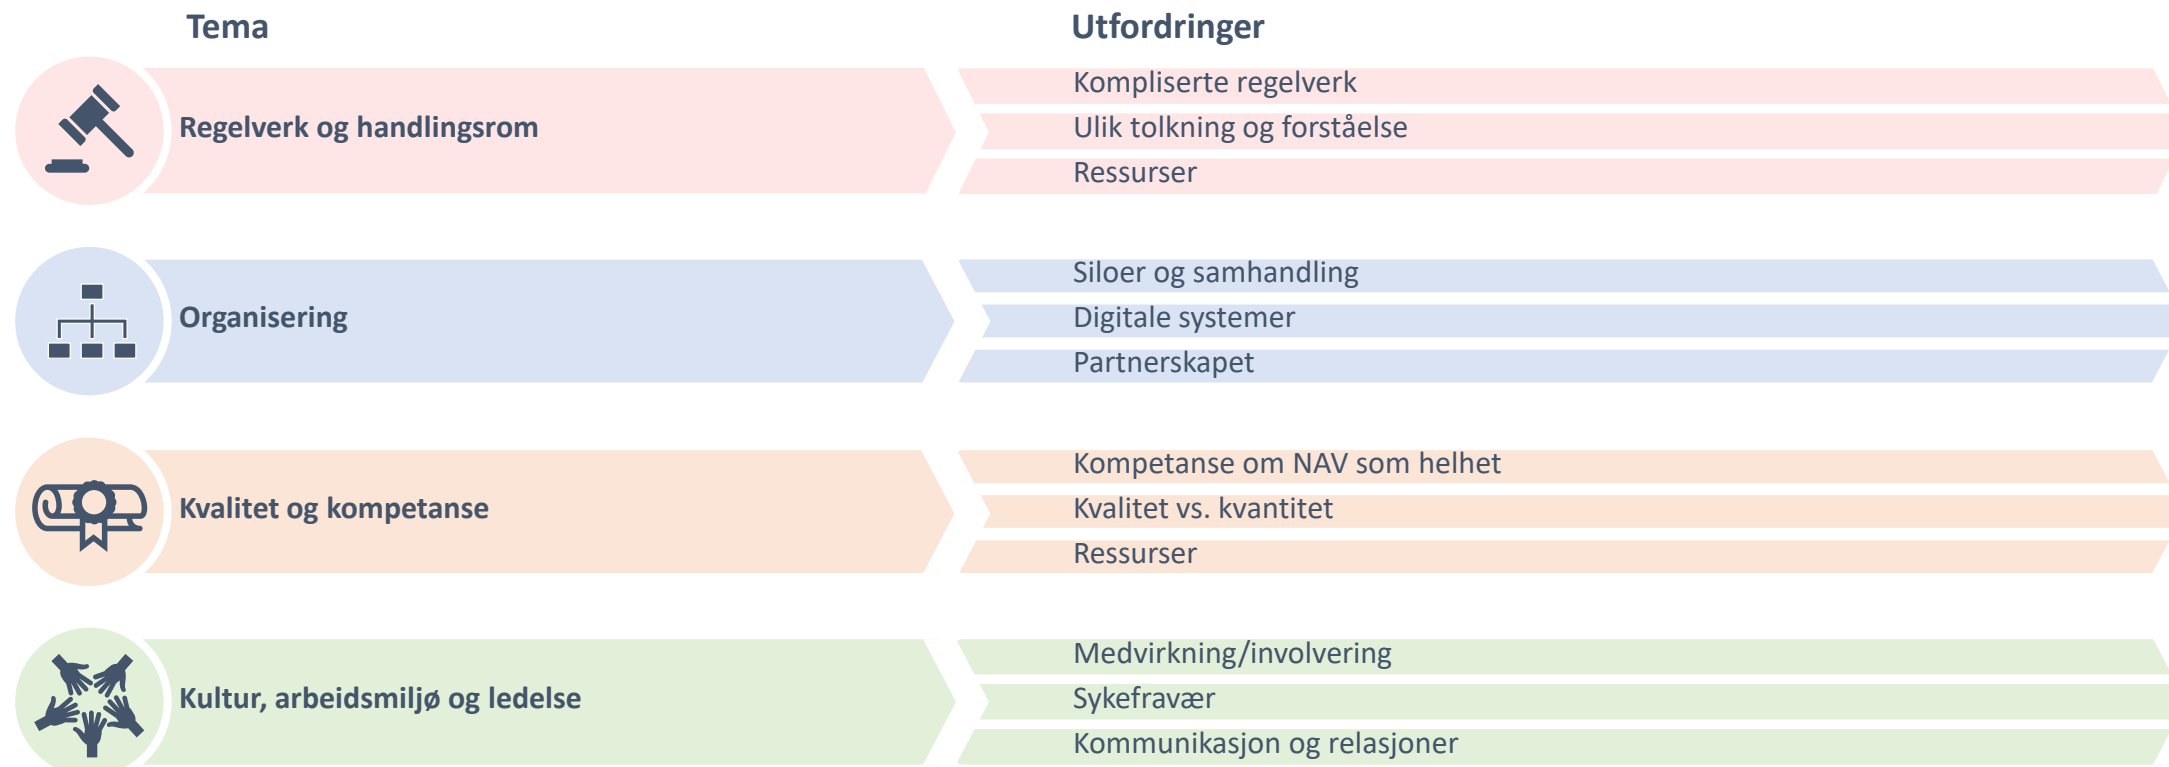 Tema
Utfordringer
Regelverk og handlingsrom
Kompliserte regelverk
Ulik tolkning og forståelse
Ressurser
Organisering
Siloer og samhandling
Digitale systemer
Partnerskapet
Kvalitet og kompetanse
Kompetanse om NAV som helhet
Kvalitet vs. kvantitet
Ressurser
Kultur, arbeidsmiljø og ledelse
Medvirkning/involvering
Sykefravær
Kommunikasjon og relasjoner